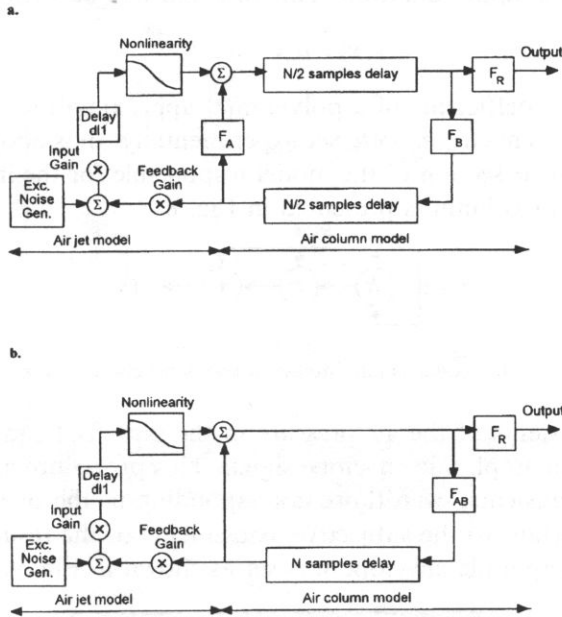 a.
Nonlinearity
Output
Σ
N/2 samples delay
F_R
Delay
dl1
F_A
F_B
Input
Gain
×
Feedback
Gain
Exc.
Noise
Gen.
Σ
×
N/2 samples delay
Air jet model
Air column model
b.
Nonlinearity
Output
Σ
F_R
Delay
dl1
F_AB
Input
Gain
×
Feedback
Gain
Exc.
Noise
Gen.
Σ
×
N samples delay
Air jet model
Air column model